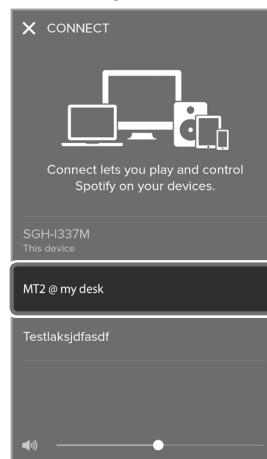 CONNECT
Connect lets you play and control
Spotify on your devices.
SGH-I337M
This device
MT2 @ my desk
Testlaksjdfasdf